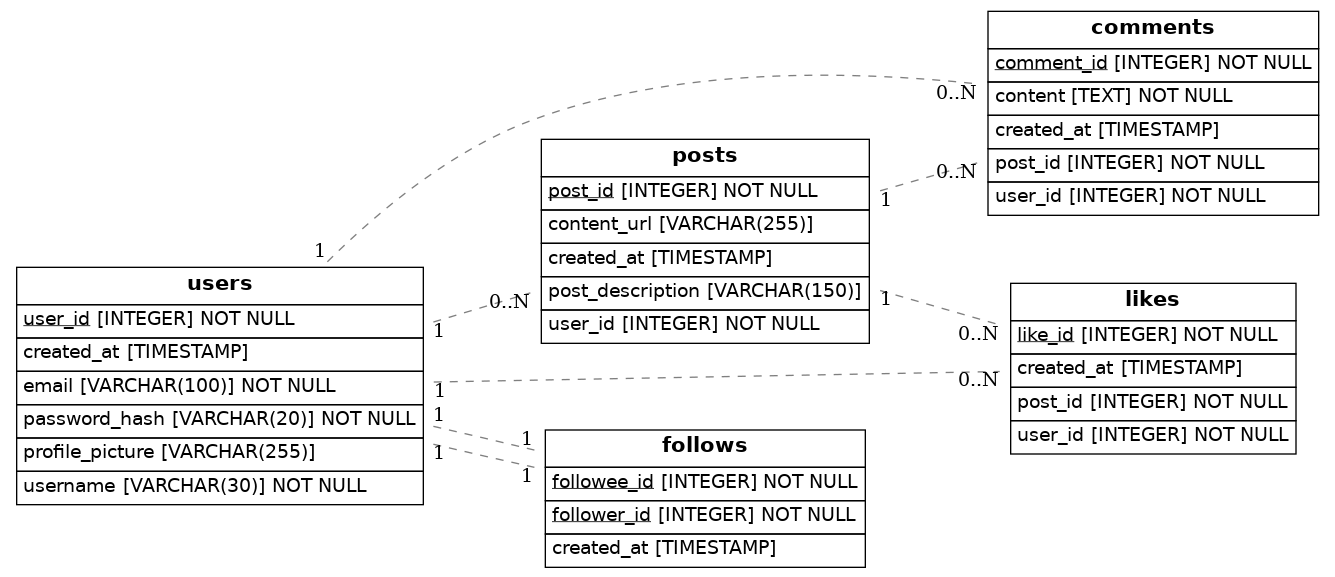 comments
comment_id [INTEGER] NOT NULL
content [TEXT] NOT NULL
created_at [TIMESTAMP]
post_id [INTEGER] NOT NULL
user_id [INTEGER] NOT NULL
0..N
0..N
posts
post_id [INTEGER] NOT NULL
content_url [VARCHAR(255)]
created_at [TIMESTAMP]
post_description [VARCHAR(150)]
user_id [INTEGER] NOT NULL
1
1
0..N
1
users
user_id [INTEGER] NOT NULL
created_at [TIMESTAMP]
email [VARCHAR(100)] NOT NULL
password_hash [VARCHAR(20)] NOT NULL
profile_picture [VARCHAR(255)]
username [VARCHAR(30)] NOT NULL
1
1
1
1
likes
like_id [INTEGER] NOT NULL
created_at [TIMESTAMP]
post_id [INTEGER] NOT NULL
user_id [INTEGER] NOT NULL
0..N
0..N
follows
followee_id [INTEGER] NOT NULL
follower_id [INTEGER] NOT NULL
created_at [TIMESTAMP]
1
1